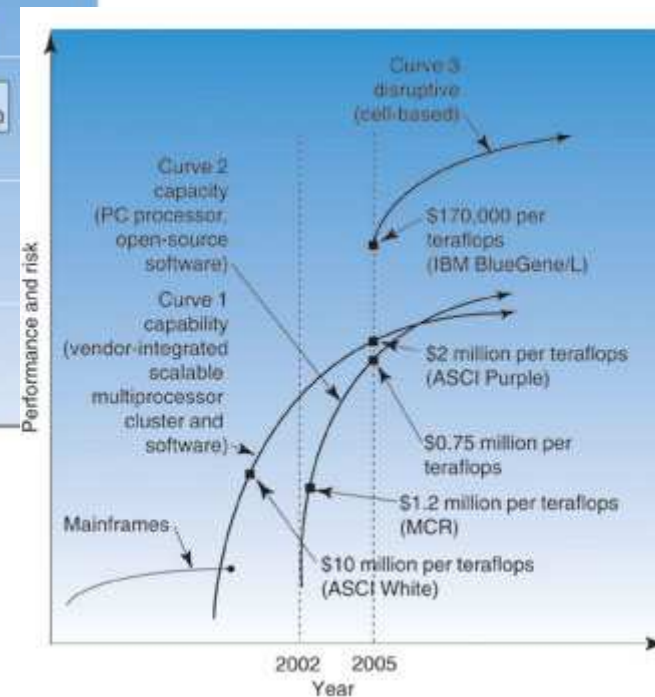 Curve 3
disruptive
(cell-based)
Curve 2
capacity
(PC processor,
open-source
software)
$170,000 per
teraflops
(IBM BlueGene/L)
Curve 1
capability
(vendor-integrated
scalable
multiprocessor
cluster and
software)
$2 million per teraflops
(ASCI Purple)
$0.75 million per
teraflops
$1.2 million per teraflops
(MCR)
Mainframes
$10 million per teraflops
(ASCI White)
Performance and risk
2002 2005
Year